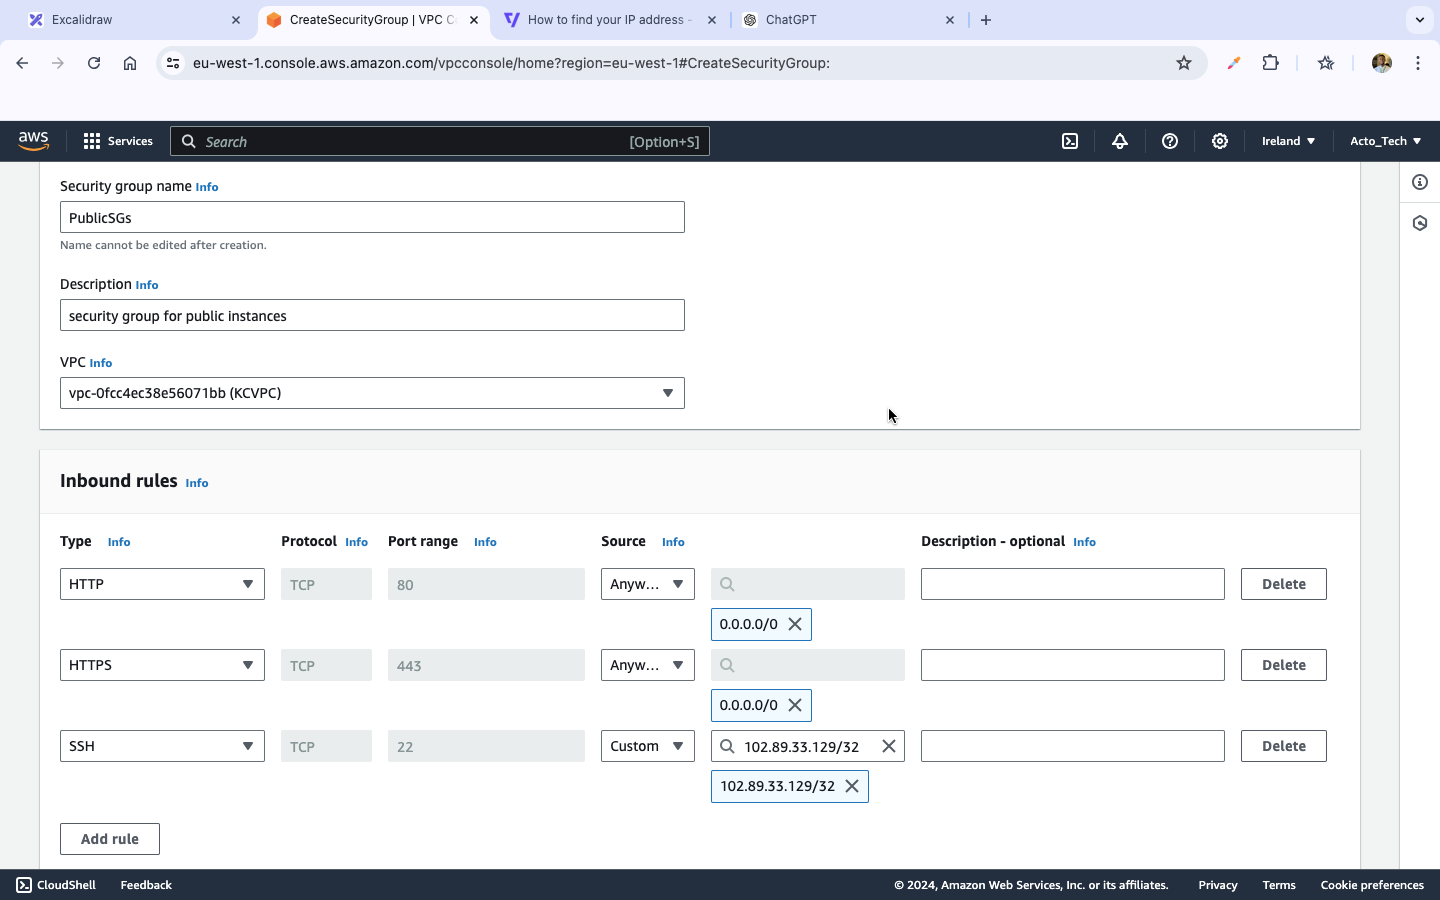 Excalidraw
CreateSecurityGroup | VPC C
How to find your IP address -
ChatGPT
eu-west-1.console.aws.amazon.com/vpcconsole/home?region=eu-west-1#CreateSecurityGroup:
aws Services Search [Option+S] Ireland Acto_Tech
Security group name Info
PublicSGs
Name cannot be edited after creation.
Description Info
security group for public instances
VPC Info
vpc-0fcc4ec38e56071bb (KCVPC)
Inbound rules Info
Type Info Protocol Info Port range Info Source Info Description - optional Info
HTTP TCP 80 Anyw... Delete
0.0.0.0/0
HTTPS TCP 443 Anyw... Delete
0.0.0.0/0
SSH TCP 22 Custom 102.89.33.129/32 Delete
102.89.33.129/32
Add rule
CloudShell Feedback © 2024, Amazon Web Services, Inc. or its affiliates. Privacy Terms Cookie preferences